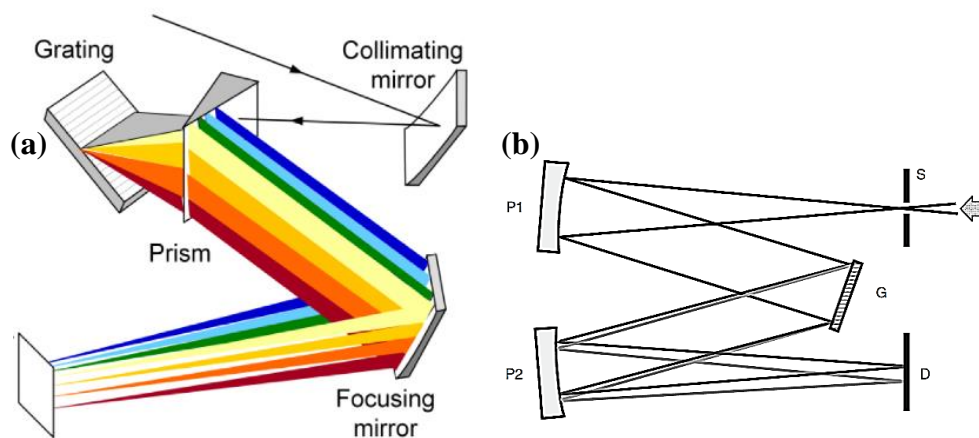 Grating
Collimating
mirror
(a)
Prism
Focusing
mirror
(b)
S
P1
G
P2
D